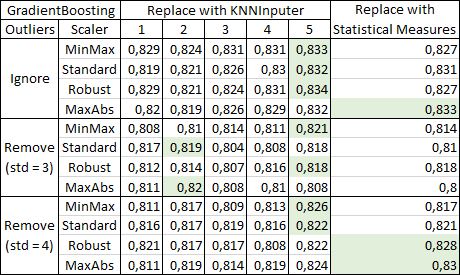 GradientBoosting Replace with KNNInputer Replace with
Outliers Scaler 1 2 3 4 5 Statistical Measures
Ignore MinMax 0,829 0,824 0,831 0,831 0,833 0,827
Standard 0,819 0,821 0,826 0,83 0,832 0,831
Robust 0,829 0,821 0,824 0,831 0,834 0,827
MaxAbs 0,82 0,819 0,826 0,829 0,832 0,833
Remove (std = 3) MinMax 0,808 0,81 0,814 0,811 0,821 0,814
Standard 0,817 0,819 0,804 0,808 0,818 0,81
Robust 0,812 0,814 0,807 0,816 0,818 0,818
MaxAbs 0,811 0,82 0,808 0,81 0,808 0,8
Remove (std = 4) MinMax 0,811 0,817 0,809 0,813 0,826 0,817
Standard 0,816 0,817 0,819 0,816 0,822 0,821
Robust 0,821 0,817 0,817 0,808 0,822 0,828
MaxAbs 0,811 0,819 0,814 0,819 0,824 0,83